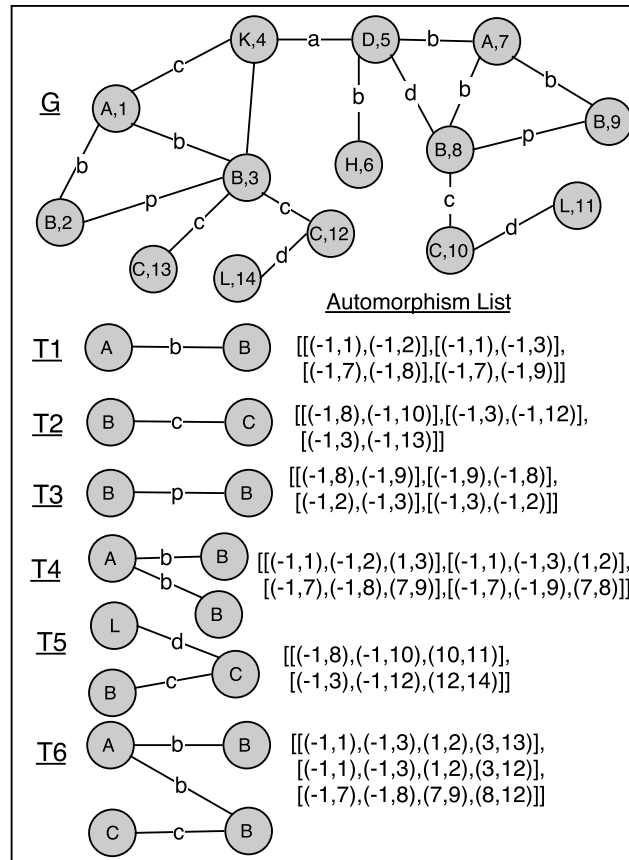 K,4 a D,5 b A,7
c b d b b
G A,1 B,9
b p
b B,3 H,6 B,8
p c c c
B,2 C,12 L,11
C,13 L,14 d C,10 d
Automorphism List
T1 A b B [[(-1,1),(-1,2)],[(-1,1),(-1,3)],
[(-1,7),(-1,8)],[(-1,7),(-1,9)]]
T2 B c C [[(-1,8),(-1,10)],[(-1,3),(-1,12)],
[(-1,3),(-1,13)]]
T3 B p B [[(-1,8),(-1,9)],[(-1,9),(-1,8)],
[(-1,2),(-1,3)],[(-1,3),(-1,2)]]
T4 A b B [[(-1,1),(-1,2),(1,3)],[(-1,1),(-1,3),(1,2)],
b B [(-1,7),(-1,8),(7,9)],[(-1,7),(-1,9),(7,8)]]
T5 L d C [[(-1,8),(-1,10),(10,11)],
B c [(-1,3),(-1,12),(12,14)]]
T6 A b B [[(-1,1),(-1,3),(1,2),(3,13)],
b [(-1,1),(-1,3),(1,2),(3,12)],
[(-1,7),(-1,8),(7,9),(8,12)]]
C c B